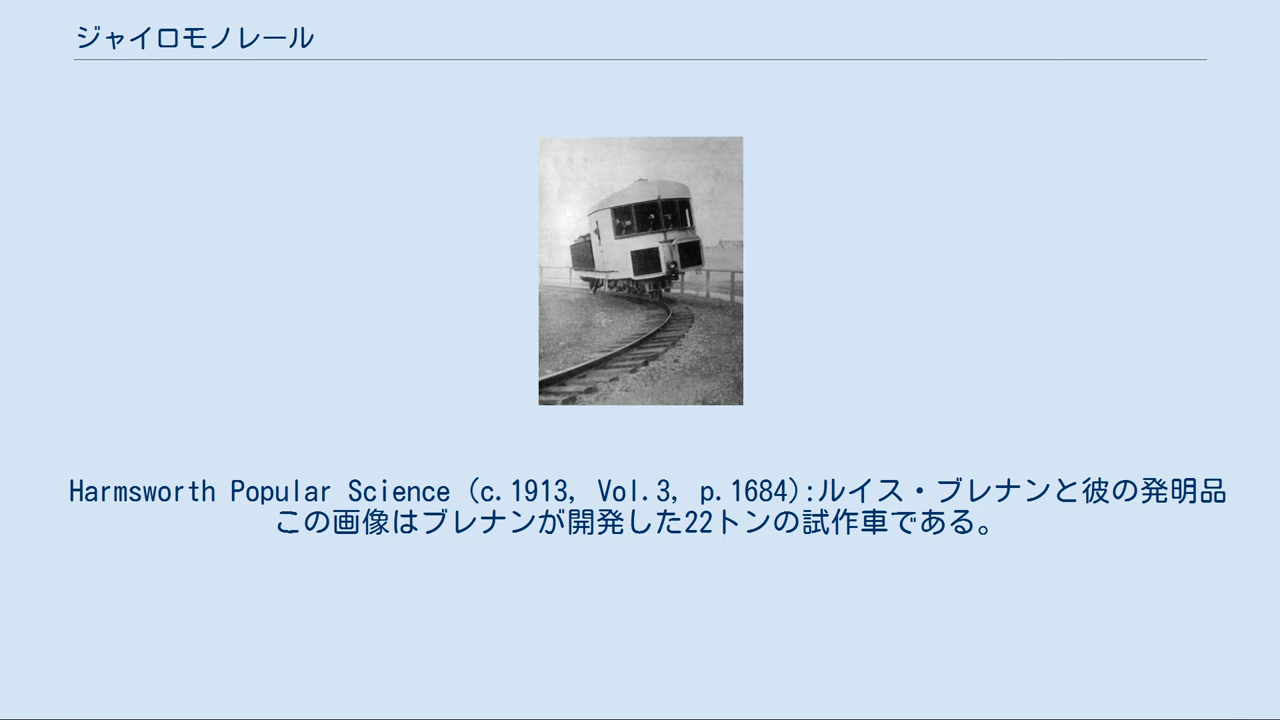 ジャイロモノレール
Harmsworth Popular Science (c.1913, Vol.3, p.1684):ルイス・ブレナンと彼の発明品
この画像はブレナンが開発した22トンの試作車である。